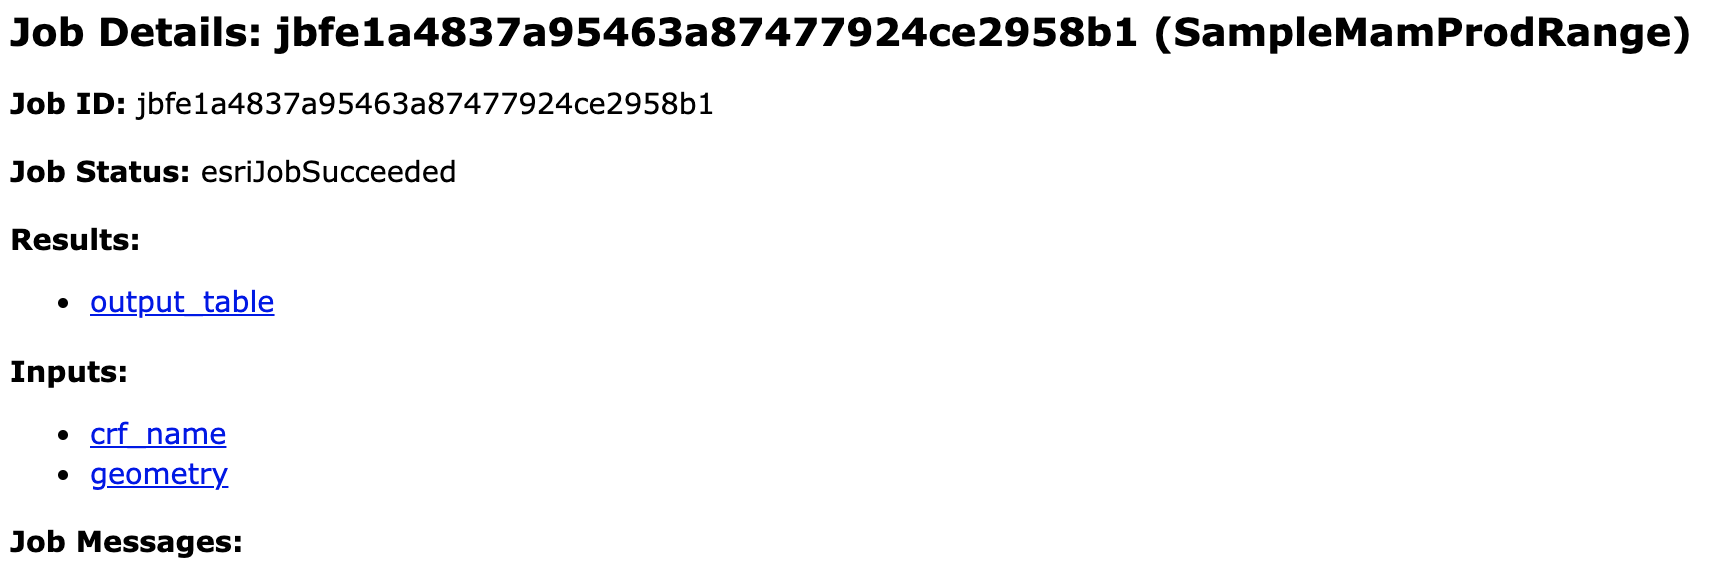 Job Details: jbfe1a4837a95463a87477924ce2958b1 (SampleMamProdRange)
Job ID: jbfe1a4837a95463a87477924ce2958b1
Job Status: esriJobSucceeded
Results:
output_table
Inputs:
crf_name
geometry
Job Messages: